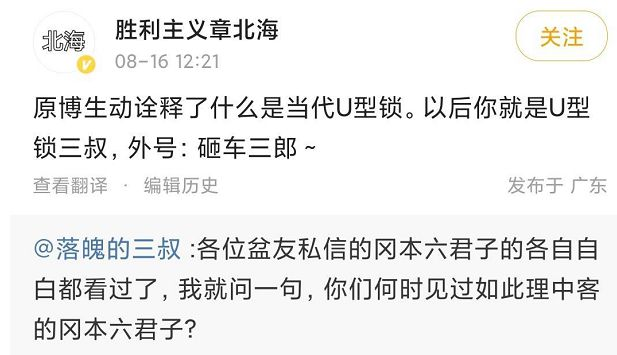 北海
胜利主义章北海
08-16 12:21
关注
原博生动诠释了什么是当代U型锁。以后你就是U型
锁三叔，外号：砸车三郎～
查看翻译 · 编辑历史
发布于 广东
@落魄的三叔 :各位盆友私信的冈本六君子的各自自
白都看过了，我就问一句，你们何时见过如此理中客
的冈本六君子?